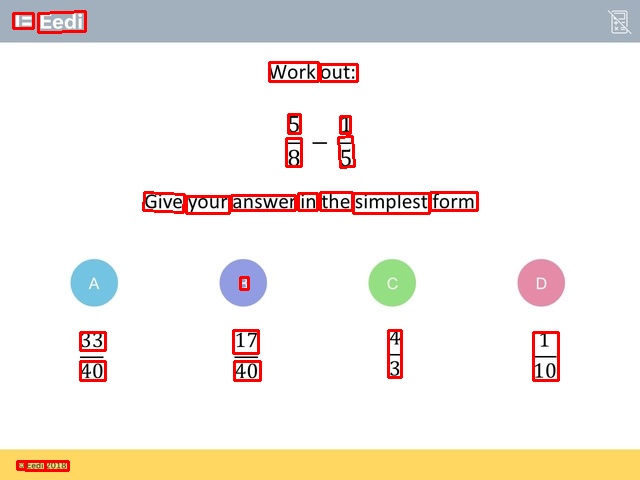 Eedi
Work out:
5/8 − 1/5
Give your answer in the simplest form
A B C D
33/40 17/40 4/3 1/10
© Eedi 2018